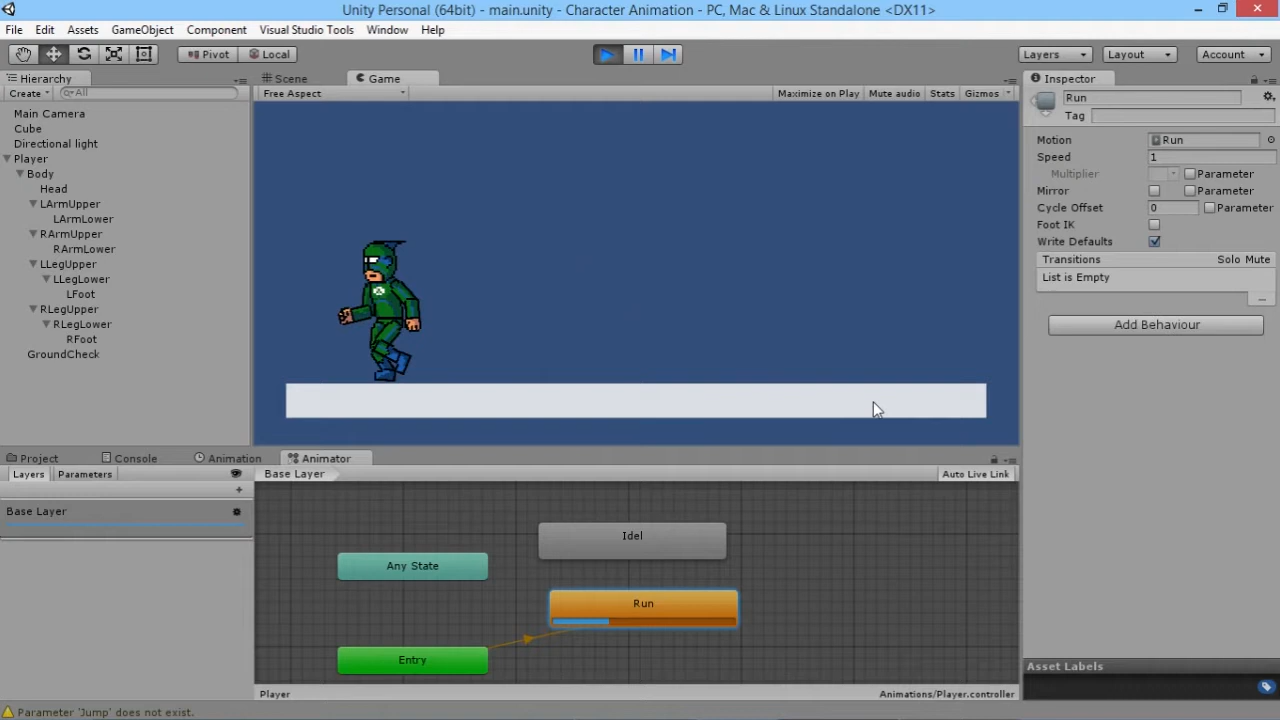 Unity Personal (64bit) - main.unity - Character Animation - PC, Mac & Linux Standalone <DX11>
File Edit Assets GameObject Component Visual Studio Tools Window Help
Pivot Local Layers Layout Account
Hierarchy Scene Game Inspector
Create All Free Aspect Maximize on Play Mute audio Stats Gizmos Run
Tag
Main Camera
Cube
Directional light
Player
Body
Head
LArmUpper
LArmLower
RArmUpper
RArmLower
LLegUpper
LLegLower
LFoot
RLegUpper
RLegLower
RFoot
GroundCheck
Motion Run
Speed 1
Multiplier Parameter
Mirror Parameter
Cycle Offset 0 Parameter
Foot IK
Write Defaults
Transitions Solo Mute
List is Empty
Add Behaviour
Project Console Animation Animator
Layers Parameters Base Layer Auto Live Link
Base Layer
Idel
Any State
Run
Entry
Asset Labels
Player Animations/Player.controller
Parameter 'Jump' does not exist.